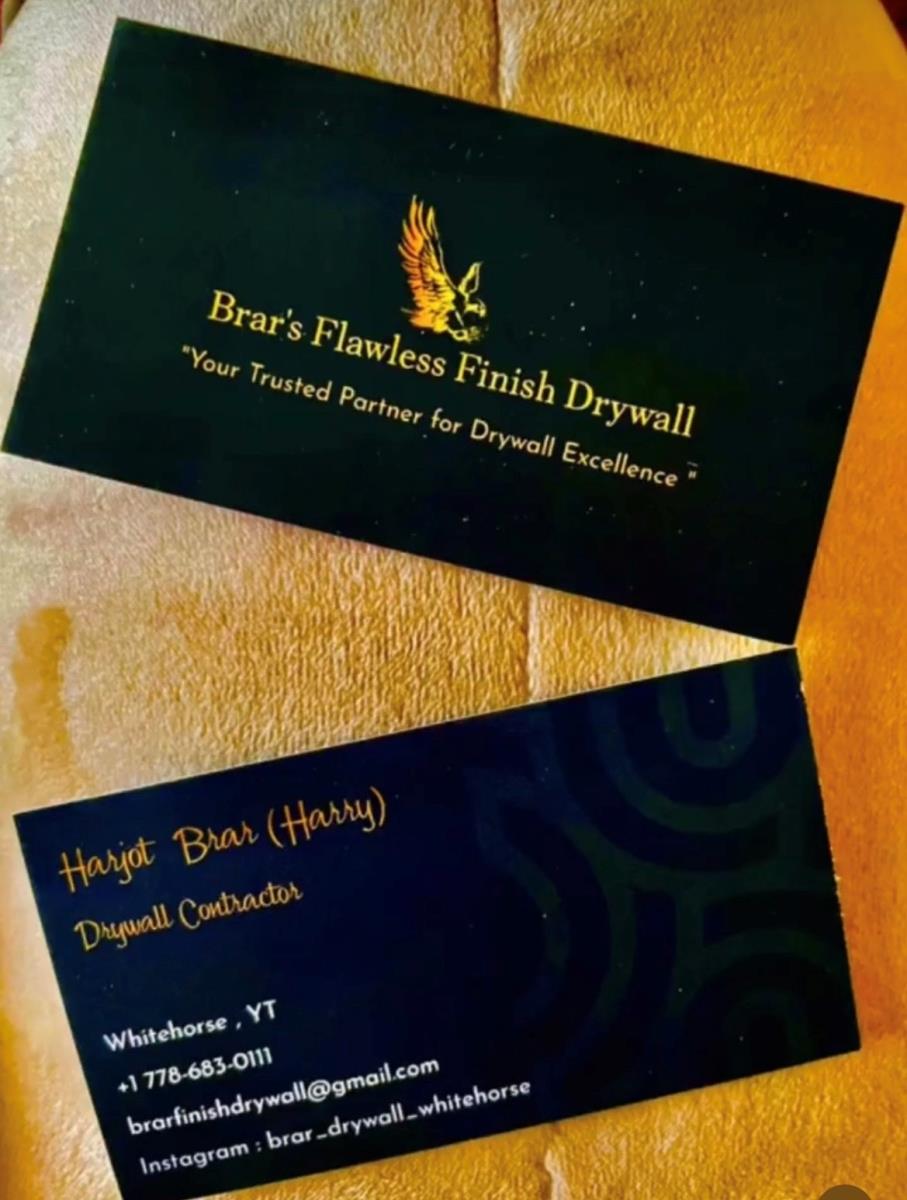 Brar's Flawless Finish Drywall
"Your Trusted Partner for Drywall Excellence "
Harjot Brar (Harry)
Drywall Contractor
Whitehorse , YT
+1 778-683-0111
brarfinishdrywall@gmail.com
Instagram : brar_drywall_whitehorse